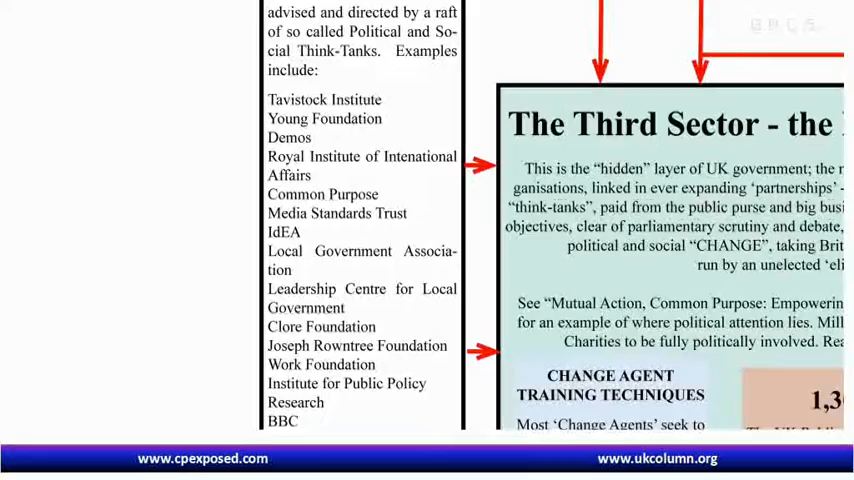 advised and directed by a raft
of so called Political and So-
cial Think-Tanks. Examples
include:
Tavistock Institute
Young Foundation
Demos
Royal Institute of Intenational
Affairs
Common Purpose
Media Standards Trust
IdEA
Local Government Associa-
tion
Leadership Centre for Local
Government
Clore Foundation
Joseph Rowntree Foundation
Work Foundation
Institute for Public Policy
Research
BBC
The Third Sector - the
This is the “hidden” layer of UK government; the
ganisations, linked in ever expanding ‘partnerships’ -
“think-tanks”, paid from the public purse and big busi
objectives, clear of parliamentary scrutiny and debate,
political and social “CHANGE”, taking Brit
run by an unelected ‘eli
See “Mutual Action, Common Purpose: Empowerin
for an example of where political attention lies. Mill
Charities to be fully politically involved. Rea
CHANGE AGENT
TRAINING TECHNIQUES
Most ‘Change Agents’ seek to
1,3
www.cpexposed.com
www.ukcolumn.org